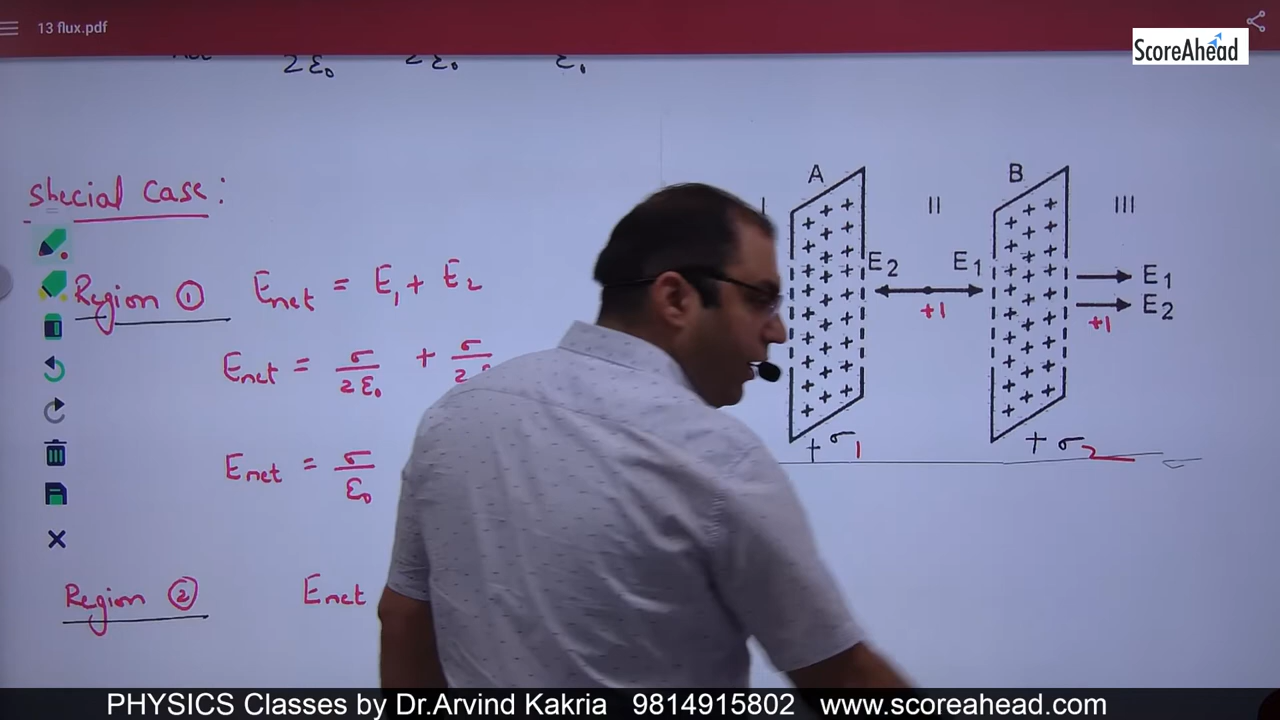 13 flux.pdf
ScoreAhead
2ε₀ 2ε₀ ε₀
Special Case:
Region ① Enet = E₁ + E₂
Enet = σ/2ε₀ + σ/2ε
Enet = σ/ε₀
Region ② Enet
A B
I II III
E₂ E₁ E₁
+1 E₂
+1
+σ1 +σ2
PHYSICS Classes by Dr.Arvind Kakria 9814915802 www.scoreahead.com